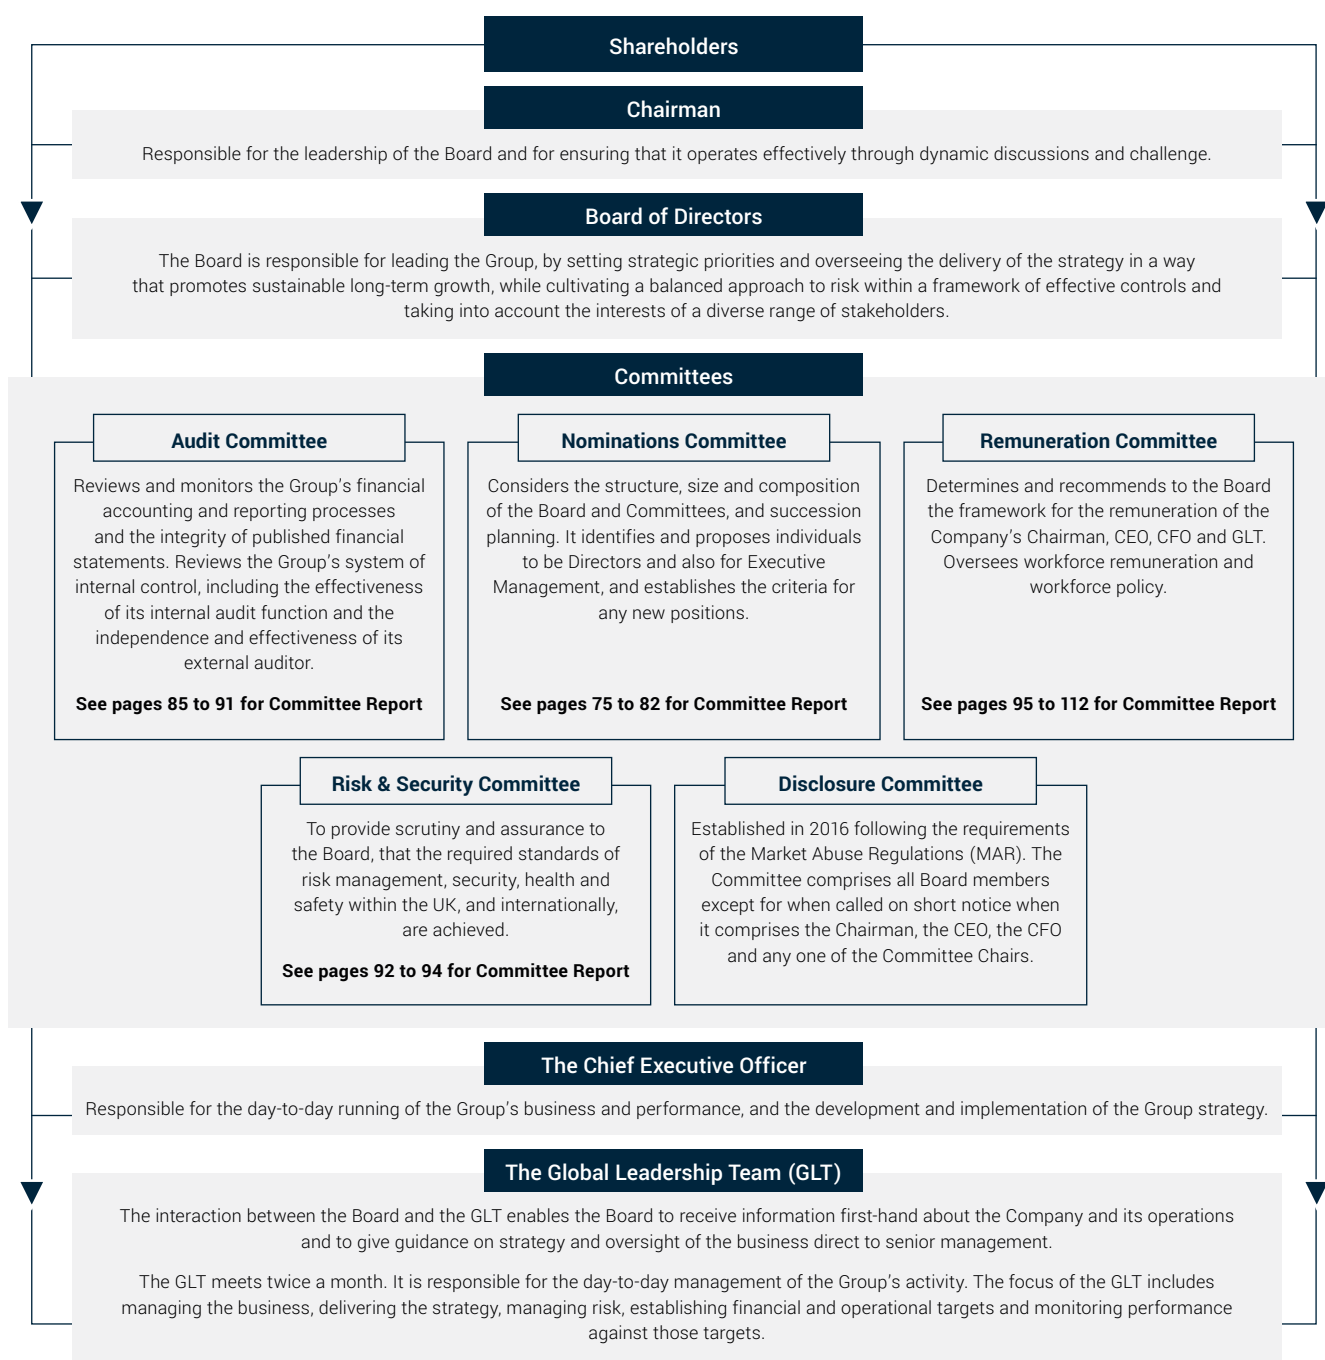 Shareholders
Chairman
Responsible for the leadership of the Board and for ensuring that it operates effectively through dynamic discussions and challenge.
Board of Directors
The Board is responsible for leading the Group, by setting strategic priorities and overseeing the delivery of the strategy in a way
that promotes sustainable long-term growth, while cultivating a balanced approach to risk within a framework of effective controls and
taking into account the interests of a diverse range of stakeholders.
Committees
Audit Committee
Reviews and monitors the Group's financial
accounting and reporting processes
and the integrity of published financial
statements. Reviews the Group's system of
internal control, including the effectiveness
of its internal audit function and the
independence and effectiveness of its
external auditor.
See pages 85 to 91 for Committee Report
Nominations Committee
Considers the structure, size and composition
of the Board and Committees, and succession
planning. It identifies and proposes individuals
to be Directors and also for Executive
Management, and establishes the criteria for
any new positions.
See pages 75 to 82 for Committee Report
Remuneration Committee
Determines and recommends to the Board
the framework for the remuneration of the
Company's Chairman, CEO, CFO and GLT.
Oversees workforce remuneration and
workforce policy.
See pages 95 to 112 for Committee Report
Risk & Security Committee
To provide scrutiny and assurance to
the Board, that the required standards of
risk management, security, health and
safety within the UK, and internationally,
are achieved.
See pages 92 to 94 for Committee Report
Disclosure Committee
Established in 2016 following the requirements
of the Market Abuse Regulations (MAR). The
Committee comprises all Board members
except for when called on short notice when
it comprises the Chairman, the CEO, the CFO
and any one of the Committee Chairs.
The Chief Executive Officer
Responsible for the day-to-day running of the Group's business and performance, and the development and implementation of the Group strategy.
The Global Leadership Team (GLT)
The interaction between the Board and the GLT enables the Board to receive information first-hand about the Company and its operations
and to give guidance on strategy and oversight of the business direct to senior management.
The GLT meets twice a month. It is responsible for the day-to-day management of the Group's activity. The focus of the GLT includes
managing the business, delivering the strategy, managing risk, establishing financial and operational targets and monitoring performance
against those targets.